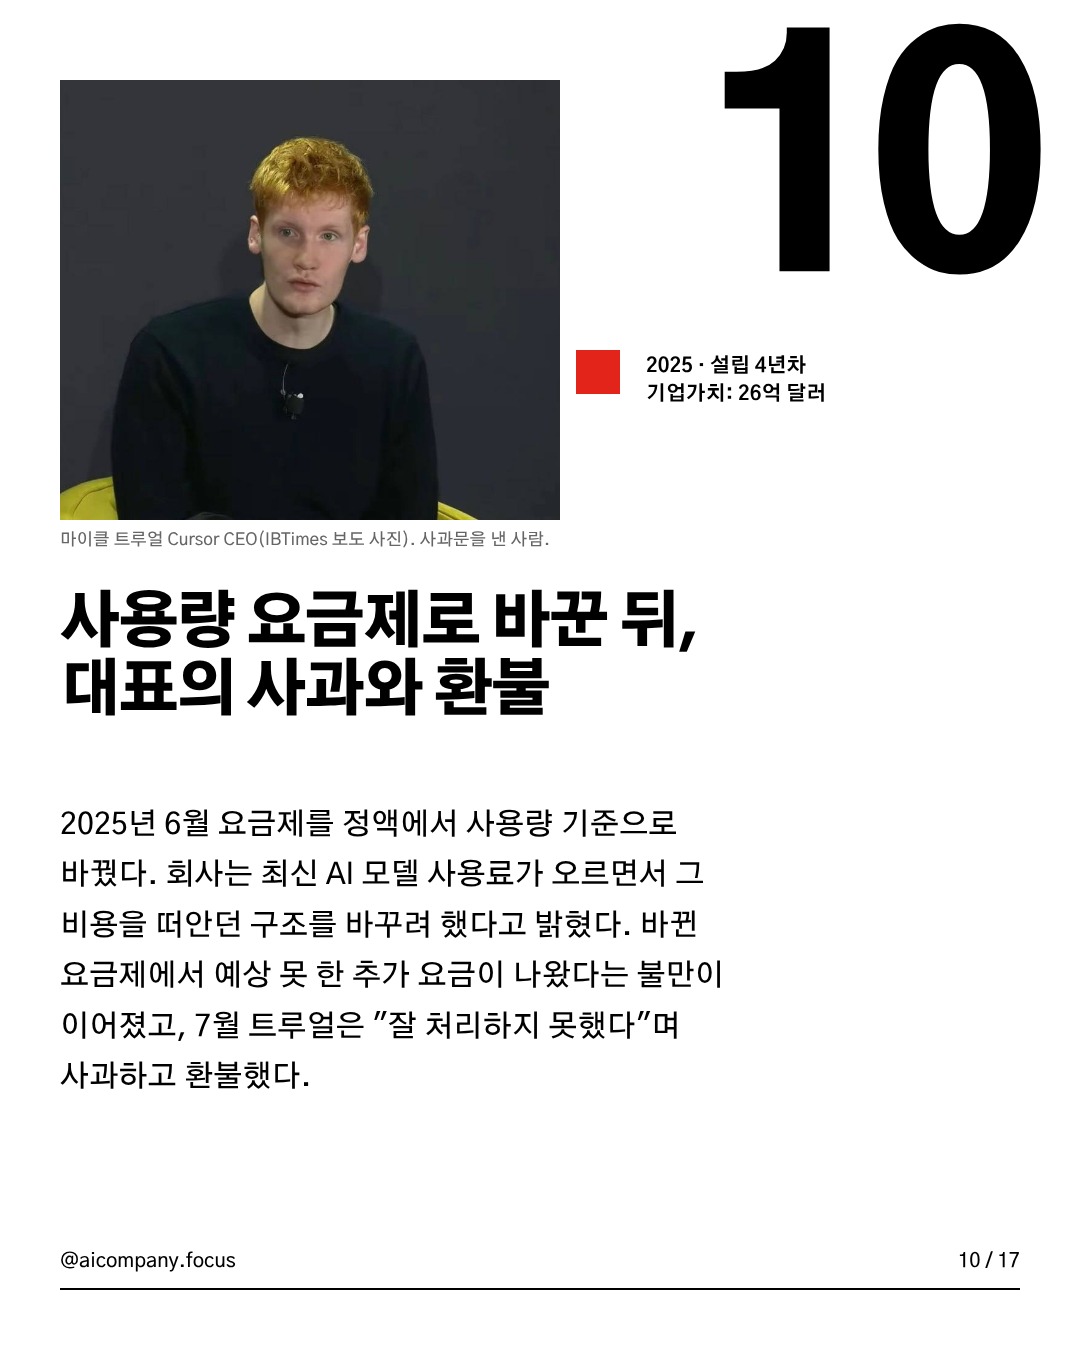 10
2025 · 설립 4년차
기업가치: 26억 달러
마이클 트루얼 Cursor CEO(IBTimes 보도 사진). 사과문을 낸 사람.
사용량 요금제로 바꾼 뒤,
대표의 사과와 환불
2025년 6월 요금제를 정액에서 사용량 기준으로
바꿨다. 회사는 최신 AI 모델 사용료가 오르면서 그
비용을 떠안던 구조를 바꾸려 했다고 밝혔다. 바뀐
요금제에서 예상 못 한 추가 요금이 나왔다는 불만이
이어졌고, 7월 트루얼은 "잘 처리하지 못했다"며
사과하고 환불했다.
@aicompany.focus
10 / 17